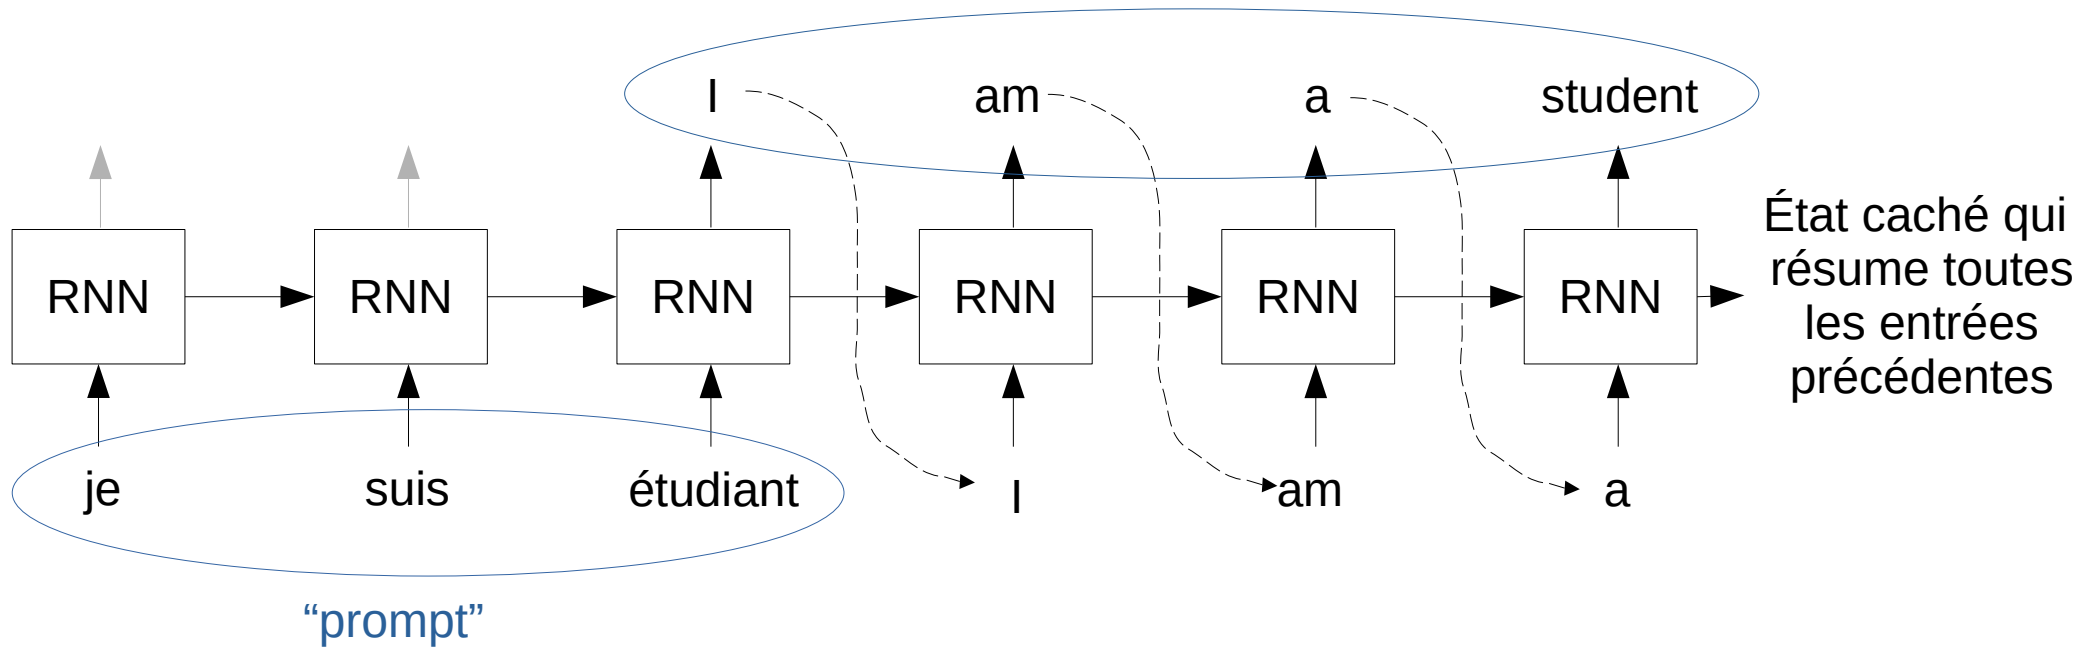 I am a student
État caché qui
résume toutes
les entrées
précédentes
RNN RNN RNN RNN RNN RNN
je suis étudiant I am a
“prompt”